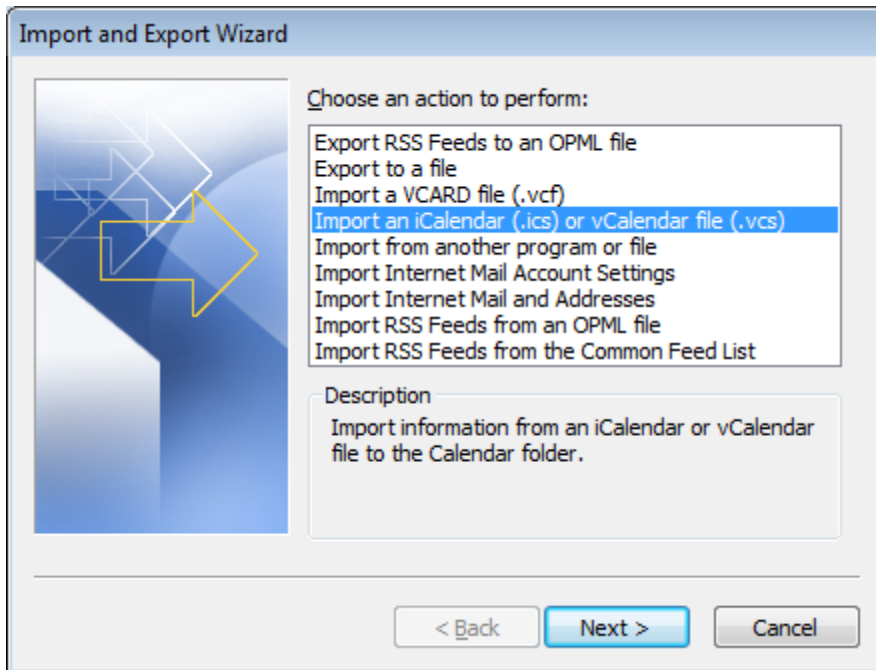 Import and Export Wizard
Choose an action to perform:
Export RSS Feeds to an OPML file
Export to a file
Import a VCARD file (.vcf)
Import an iCalendar (.ics) or vCalendar file (.vcs)
Import from another program or file
Import Internet Mail Account Settings
Import Internet Mail and Addresses
Import RSS Feeds from an OPML file
Import RSS Feeds from the Common Feed List
Description
Import information from an iCalendar or vCalendar
file to the Calendar folder.
< Back
Next >
Cancel